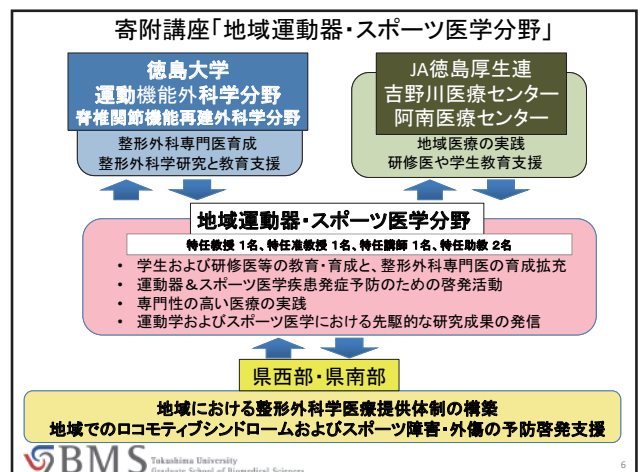 寄附講座「地域運動器・スポーツ医学分野」
徳島大学
運動機能外科学分野
脊椎関節機能再建外科学分野
整形外科専門医育成
整形外科学研究と教育支援
JA徳島厚生連
吉野川医療センター
阿南医療センター
地域医療の実践
研修医や学生教育支援
地域運動器・スポーツ医学分野
特任教授 1名、特任准教授 1名、特任講師 1名、特任助教 2名
• 学生および研修医等の教育・育成と、整形外科専門医の育成拡充
• 運動器＆スポーツ医学疾患発症予防のための啓発活動
• 専門性の高い医療の実践
• 運動学およびスポーツ医学における先駆的な研究成果の発信
県西部・県南部
地域における整形外科学医療提供体制の構築
地域でのロコモティブシンドロームおよびスポーツ障害・外傷の予防啓発支援
BMS
Tokushima University
Graduate School of Biomedical Sciences
6